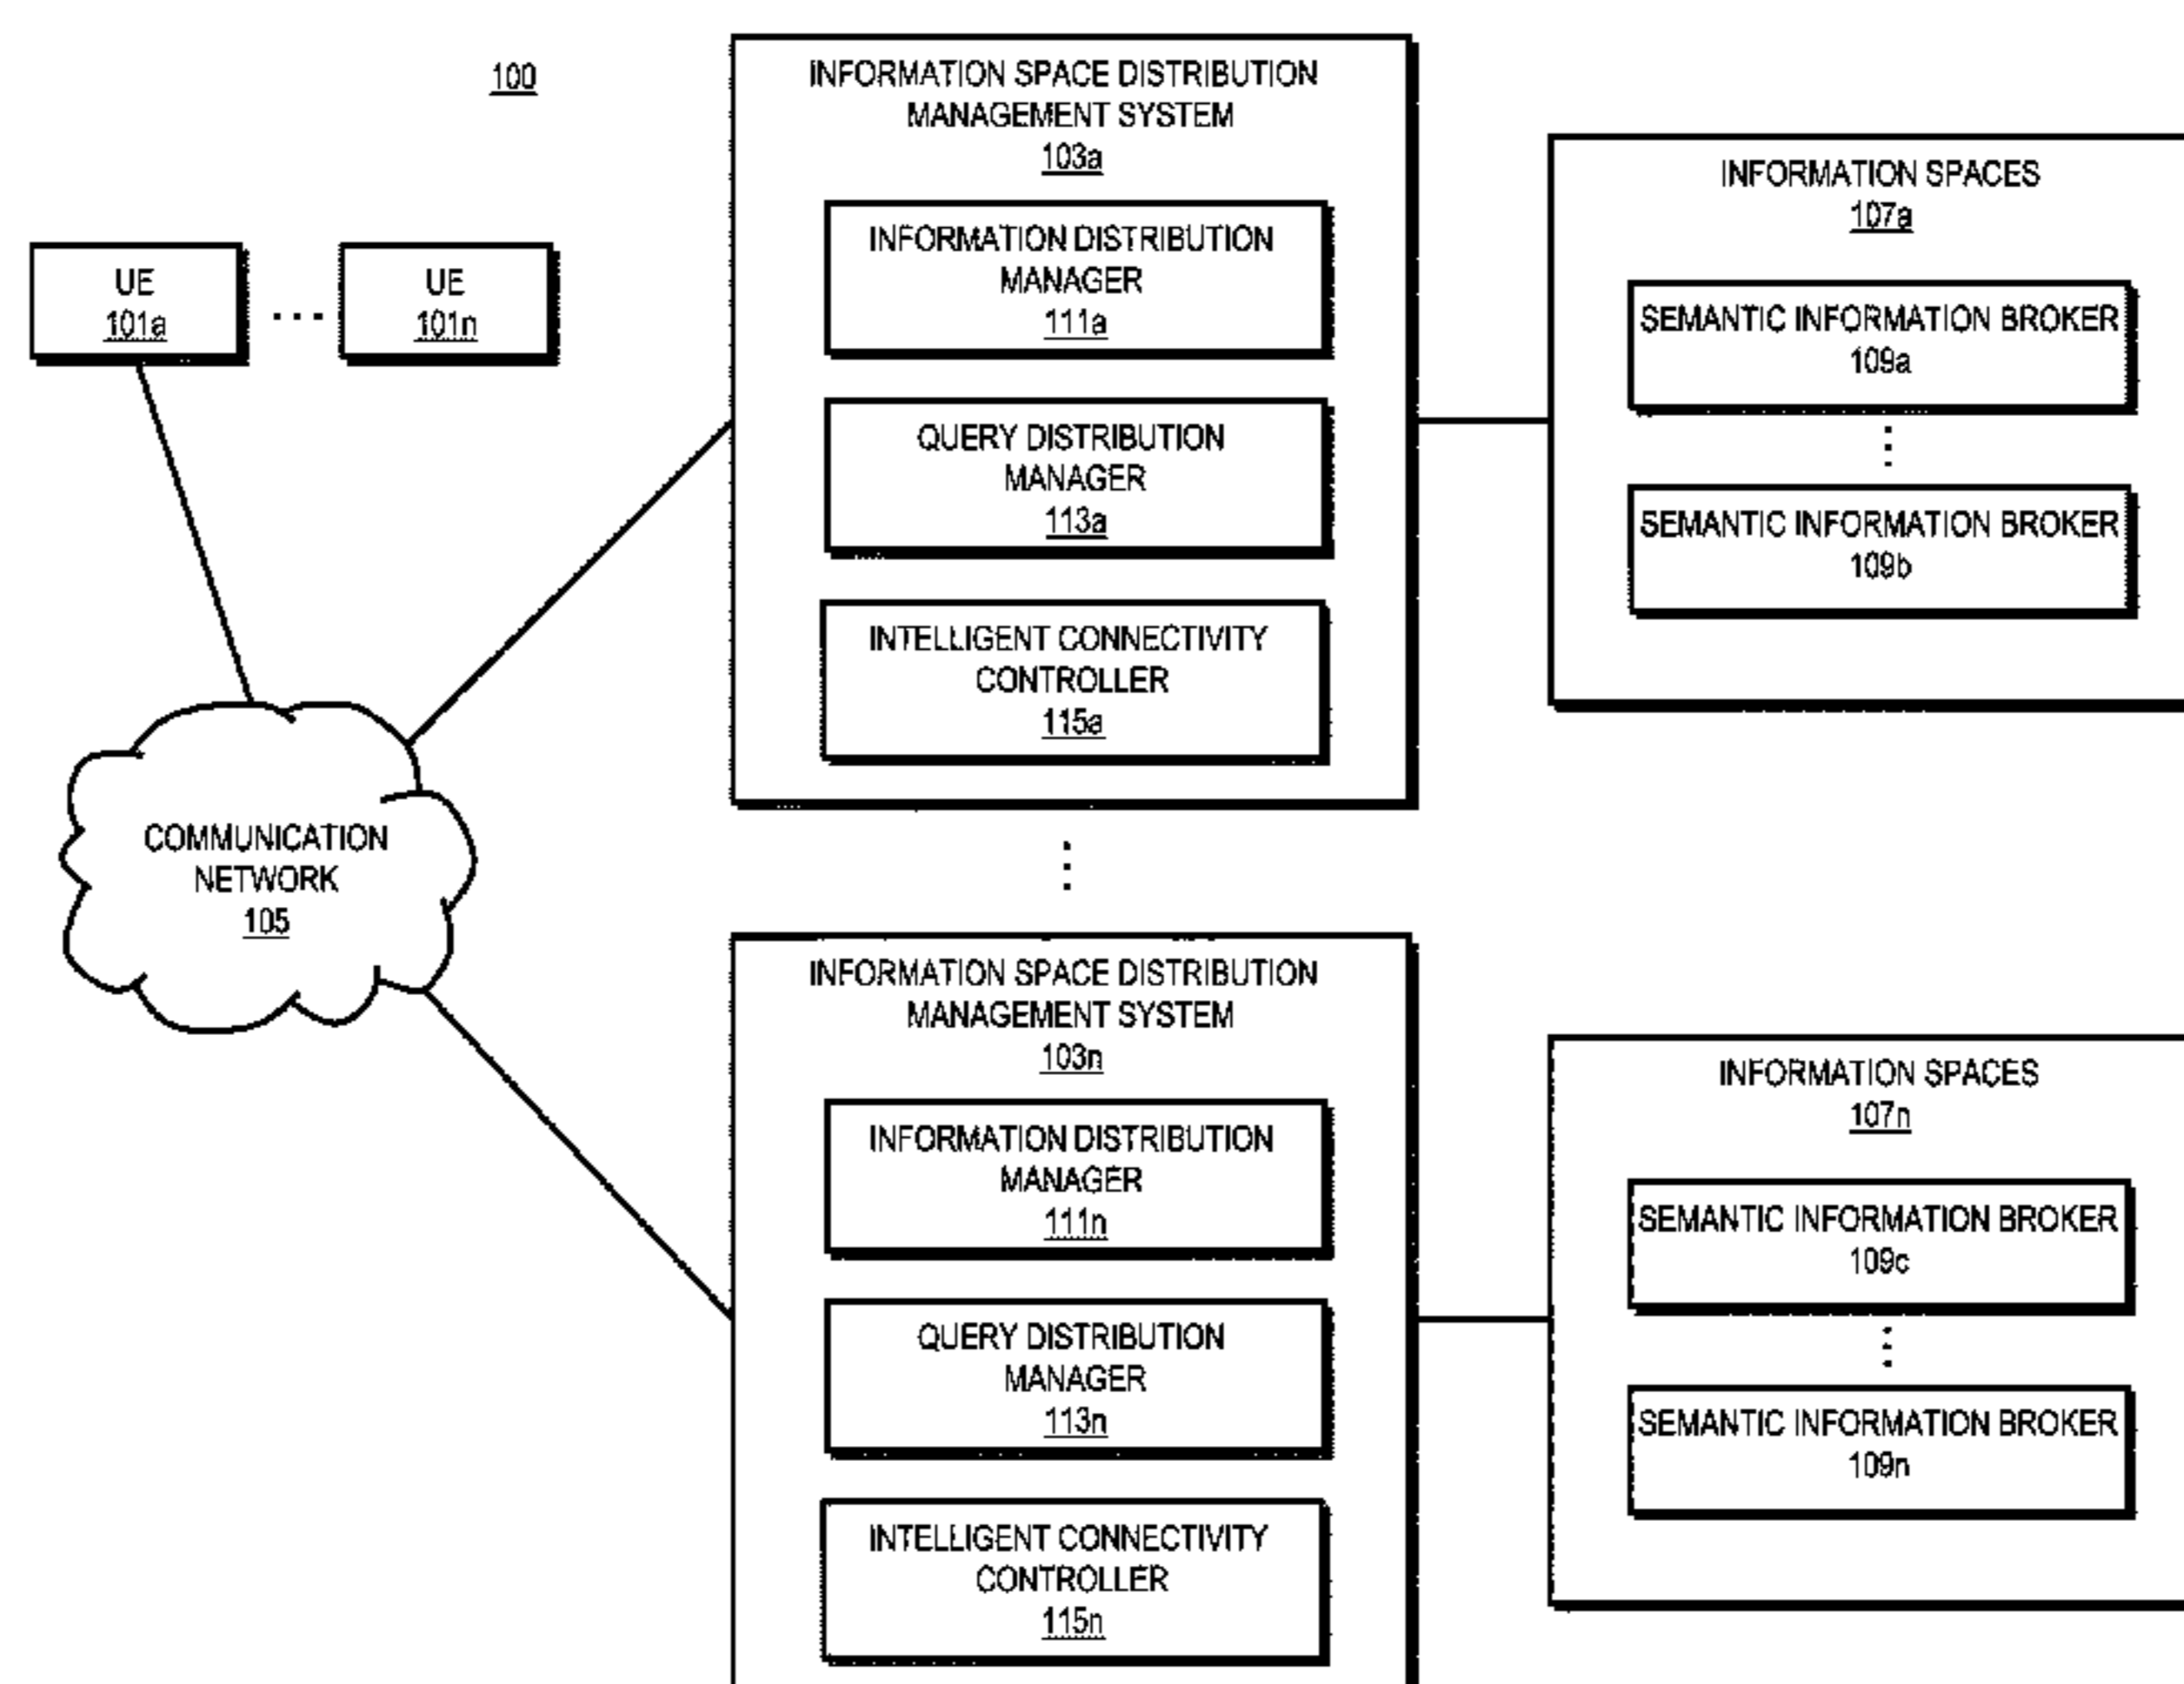 100
UE
101a
...
UE
101n
COMMUNICATION
NETWORK
105
INFORMATION SPACE DISTRIBUTION
MANAGEMENT SYSTEM
103a
INFORMATION DISTRIBUTION
MANAGER
111a
QUERY DISTRIBUTION
MANAGER
113a
INTELLIGENT CONNECTIVITY
CONTROLLER
115a
INFORMATION SPACES
107a
SEMANTIC INFORMATION BROKER
109a
SEMANTIC INFORMATION BROKER
109b
INFORMATION SPACE DISTRIBUTION
MANAGEMENT SYSTEM
103n
INFORMATION DISTRIBUTION
MANAGER
111n
QUERY DISTRIBUTION
MANAGER
113n
INTELLIGENT CONNECTIVITY
CONTROLLER
115n
INFORMATION SPACES
107n
SEMANTIC INFORMATION BROKER
109c
SEMANTIC INFORMATION BROKER
109n